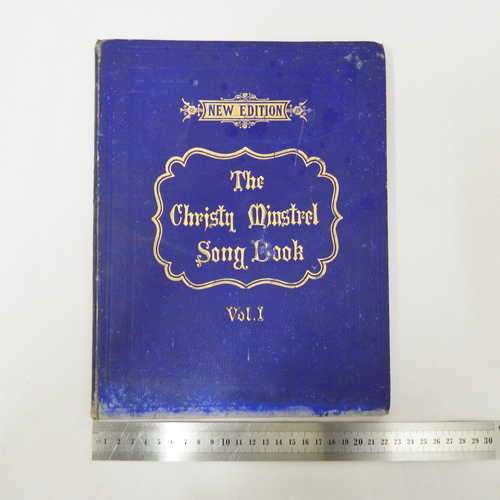 NEW EDITION
The
Christy Minstrel
Song Book
Vol. I
1 2 3 4 5 6 7 8 9 10 11 12 13 14 15 16 17 18 19 20 21 22 23 24 25 26 27 28 29 30